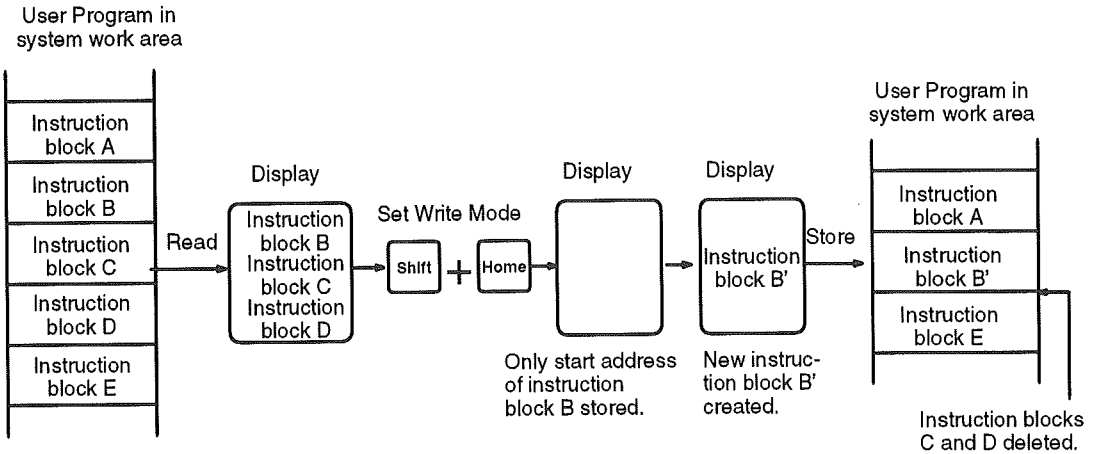 User Program in
system work area
Instruction
block A
Instruction
block B
Instruction
block C
Instruction
block D
Instruction
block E
Read
Display
Instruction
block B
Instruction
block C
Instruction
block D
Set Write Mode
Shift
+
Home
Display
Only start address
of instruction
block B stored.
Display
Instruction
block B'
New instruc-
tion block B'
created.
Store
User Program in
system work area
Instruction
block A
Instruction
block B'
Instruction
block E
Instruction blocks
C and D deleted.